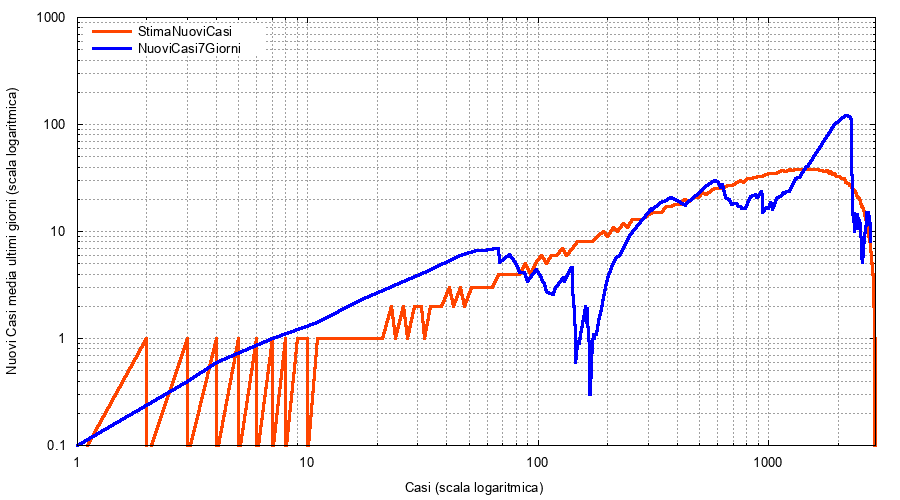 1000
StimaNuoviCasi
NuoviCasi7Giorni
100
10
1
0.1
Nuovi Casi media ultimi giorni (scala logaritmica)
1
10
100
1000
Casi (scala logaritmica)